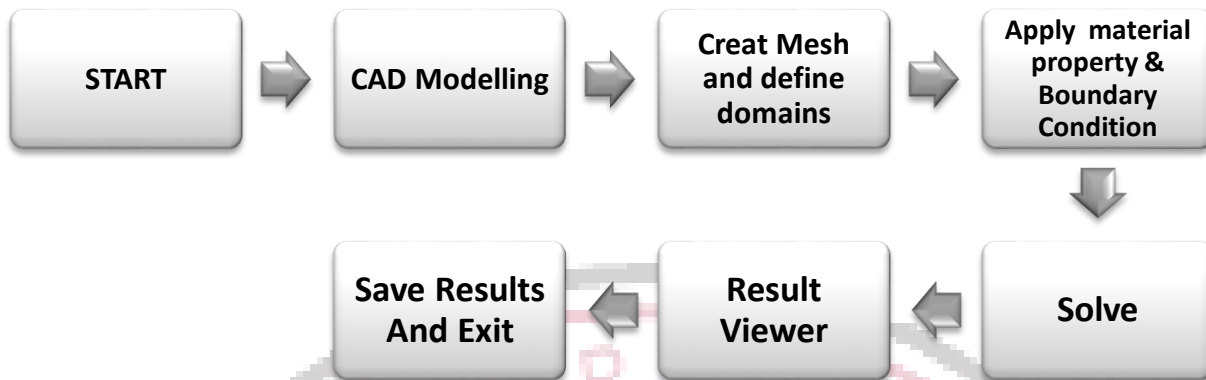 START
CAD Modelling
Creat Mesh
and define
domains
Apply material
property &
Boundary
Condition
Solve
Result
Viewer
Save Results
And Exit